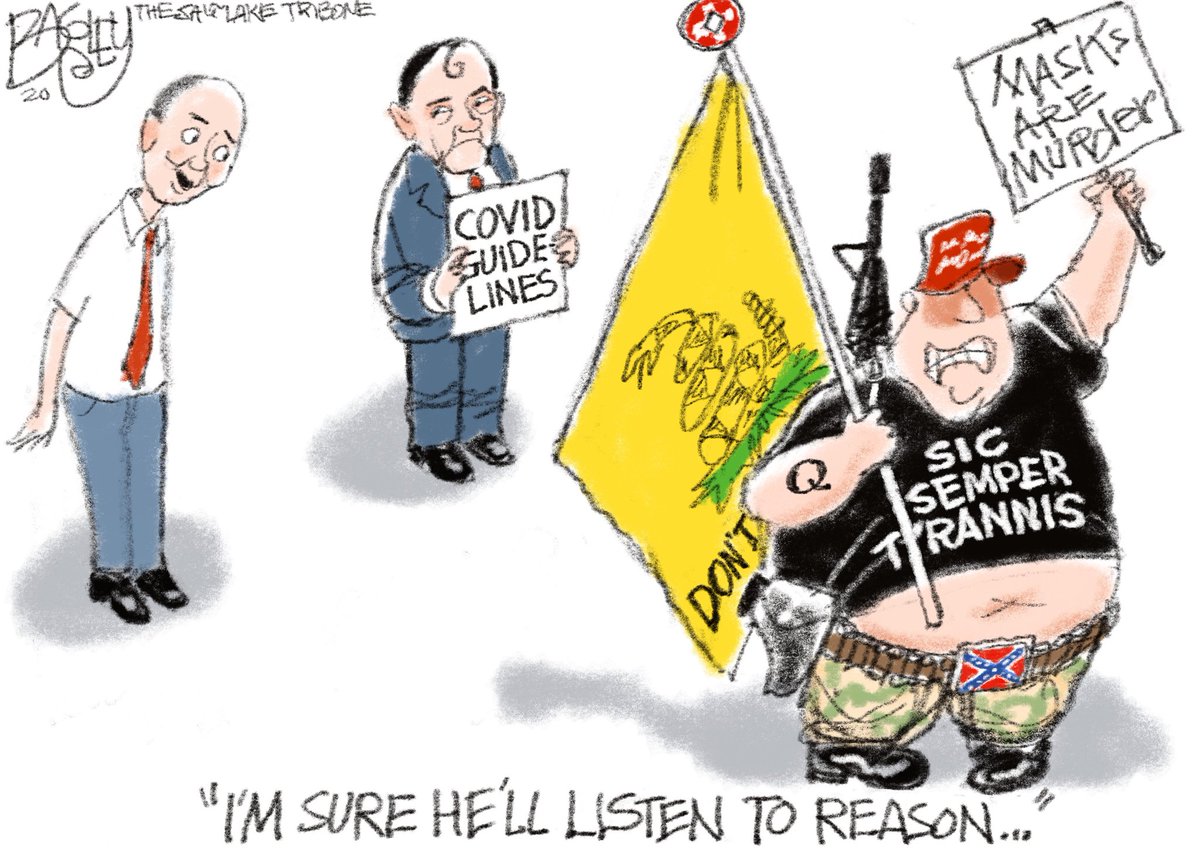 BAGLEY
THE SALT LAKE TRIBUNE
20
COVID
GUIDE-
LINES
MASKS
ARE
MURDER
Q
SIC
SEMPER
TYRANNIS
DON'T
"I'M SURE HE'LL LISTEN TO REASON..."